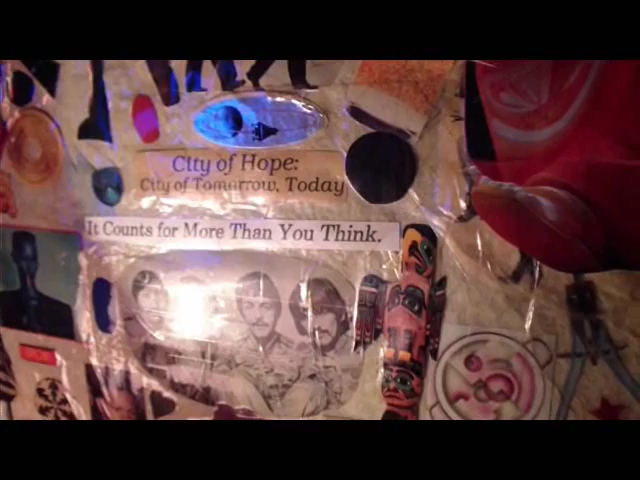 City of Hope:
City of Tomorrow, Today
It Counts for More Than You Think.